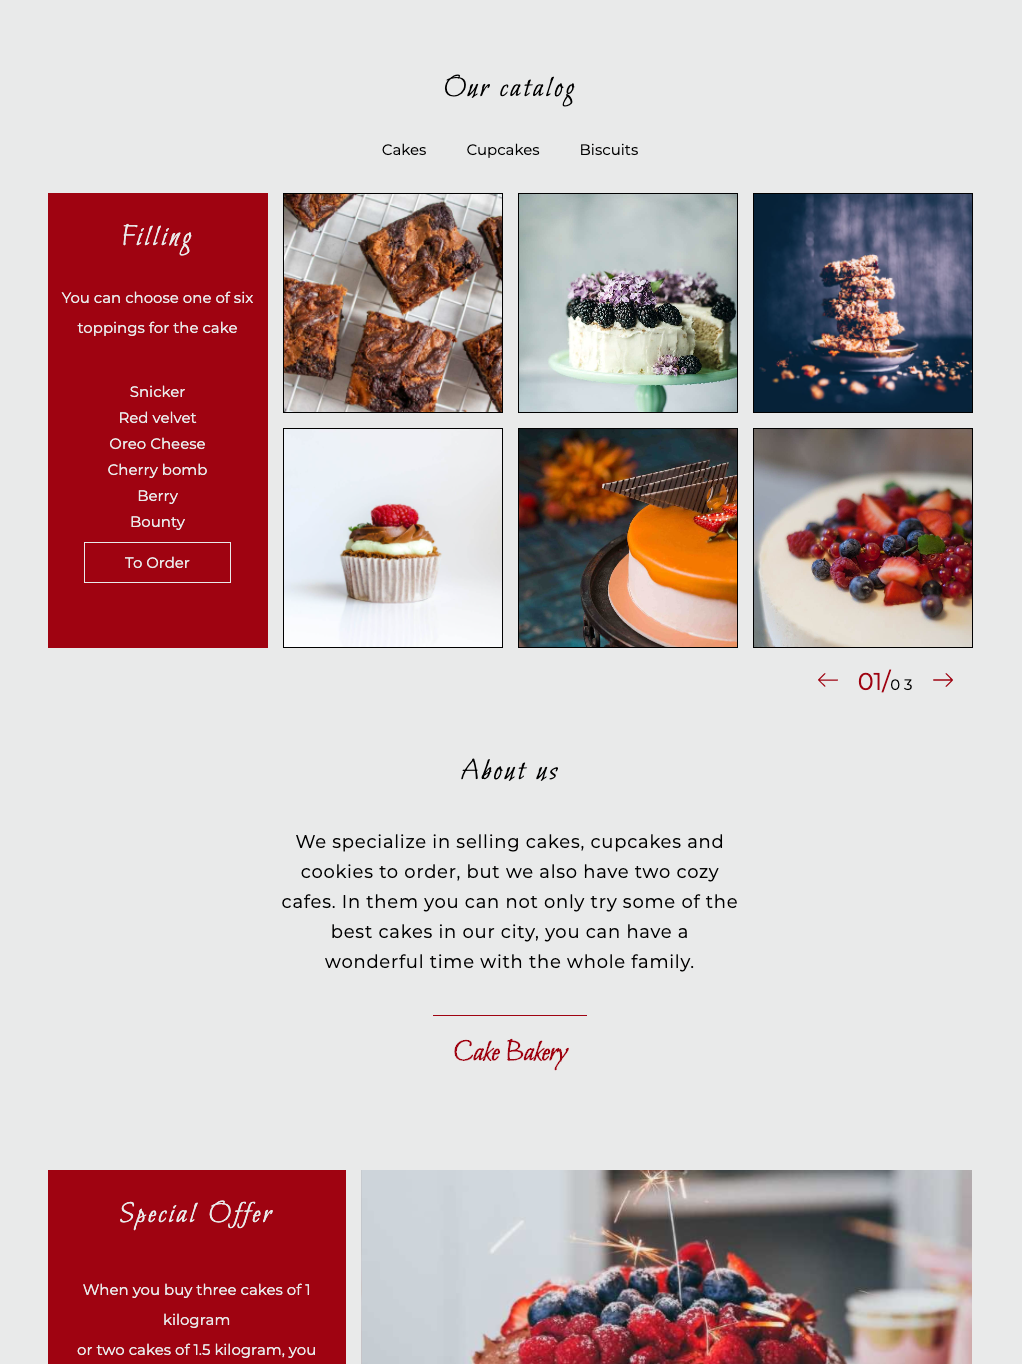 Our catalog
Cakes Cupcakes Biscuits
Filling
You can choose one of six
toppings for the cake
Snicker
Red velvet
Oreo Cheese
Cherry bomb
Berry
Bounty
To Order
01/03
About us
We specialize in selling cakes, cupcakes and
cookies to order, but we also have two cozy
cafes. In them you can not only try some of the
best cakes in our city, you can have a
wonderful time with the whole family.
Cake Bakery
Special Offer
When you buy three cakes of 1
kilogram
or two cakes of 1.5 kilogram, you